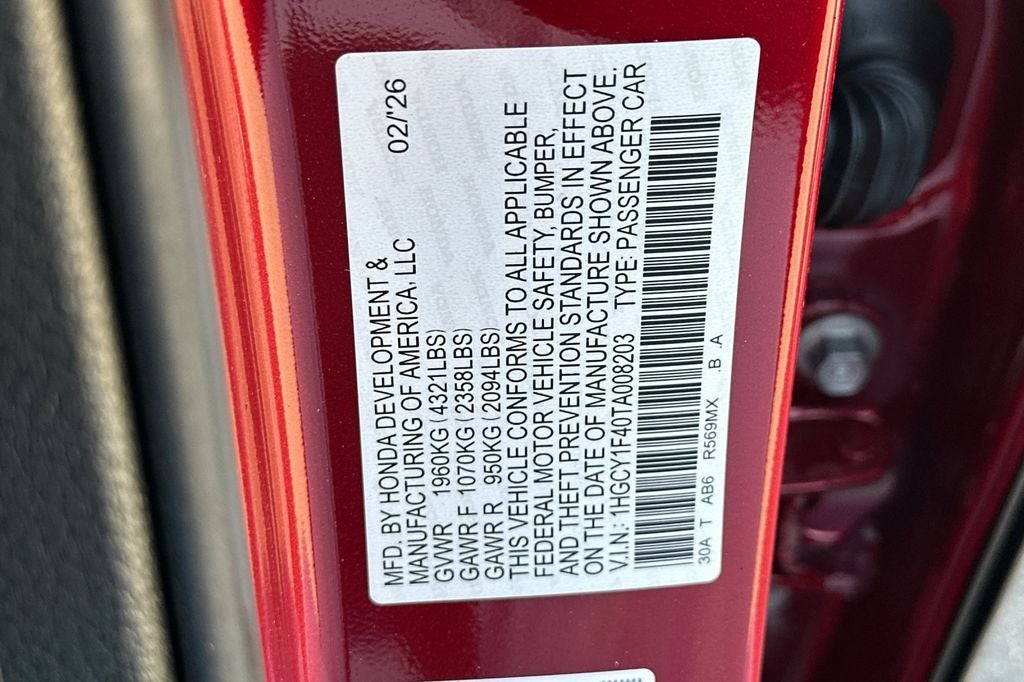 MFD. BY HONDA DEVELOPMENT &
MANUFACTURING OF AMERICA, LLC 02/'26
GVWR 1960KG (4321LBS)
GAWR F 1070KG (2358LBS)
GAWR R 950KG (2094LBS)
THIS VEHICLE CONFORMS TO ALL APPLICABLE
FEDERAL MOTOR VEHICLE SAFETY, BUMPER,
AND THEFT PREVENTION STANDARDS IN EFFECT
ON THE DATE OF MANUFACTURE SHOWN ABOVE.
V.I.N.: 1HGCY1F40TA008203 TYPE: PASSENGER CAR
30A T AB6 R569MX .B .A